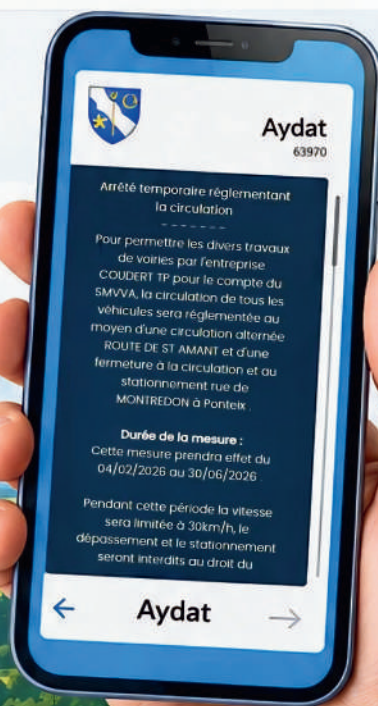 Aydat
63970
Arrêté temporaire réglementant
la circulation
- - - - - - -
Pour permettre les divers travaux
de voiries par l'entreprise
COUDERT TP pour le compte du
SMVVA, la circulation de tous les
véhicules sera réglementée au
moyen d'une circulation alternée
ROUTE DE ST AMANT et d'une
fermeture à la circulation et au
stationnement rue de
MONTREDON à Ponteix .
Durée de la mesure :
Cette mesure prendra effet du
04/02/2026 au 30/06/2026
Pendant cette période la vitesse
sera limitée à 30km/h, le
dépassement et le stationnement
seront interdits au droit du
← Aydat →